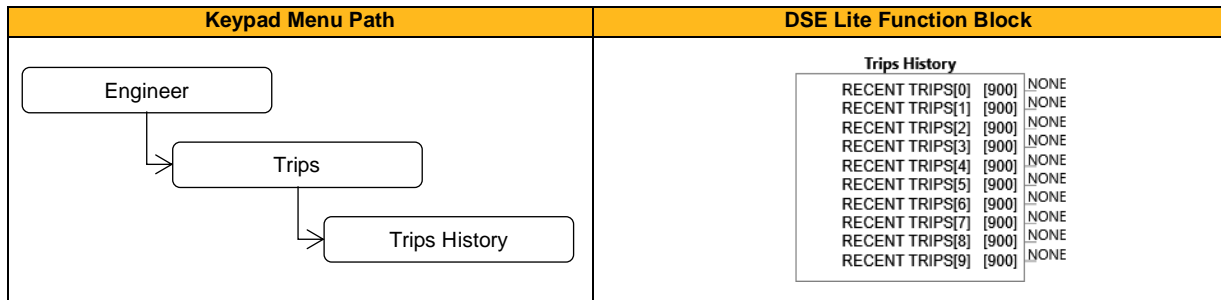 Keypad Menu Path
DSE Lite Function Block
Engineer
Trips
Trips History
Trips History
RECENT TRIPS[0] [900] NONE
RECENT TRIPS[1] [900] NONE
RECENT TRIPS[2] [900] NONE
RECENT TRIPS[3] [900] NONE
RECENT TRIPS[4] [900] NONE
RECENT TRIPS[5] [900] NONE
RECENT TRIPS[6] [900] NONE
RECENT TRIPS[7] [900] NONE
RECENT TRIPS[8] [900] NONE
RECENT TRIPS[9] [900] NONE